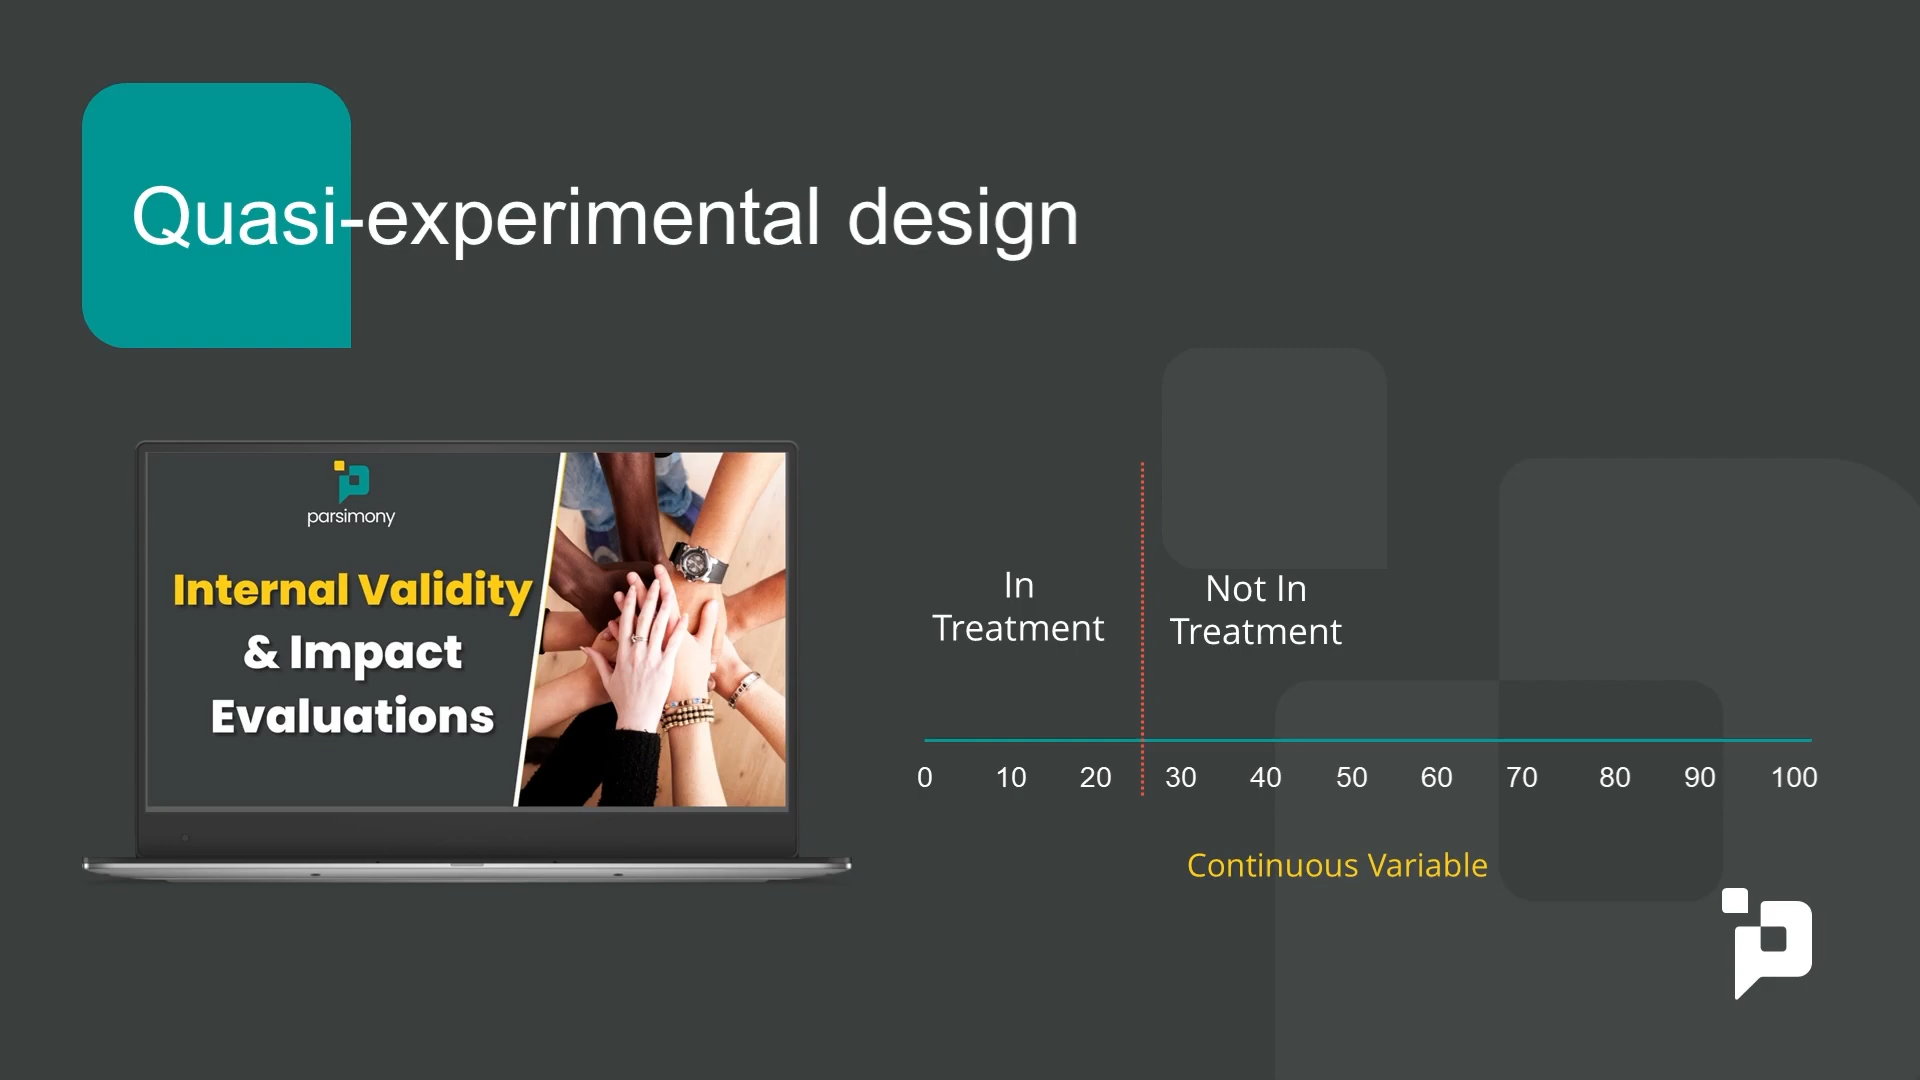 Quasi-experimental design
parsimony
Internal Validity
& Impact
Evaluations
In
Treatment
Not In
Treatment
0 10 20 30 40 50 60 70 80 90 100
Continuous Variable